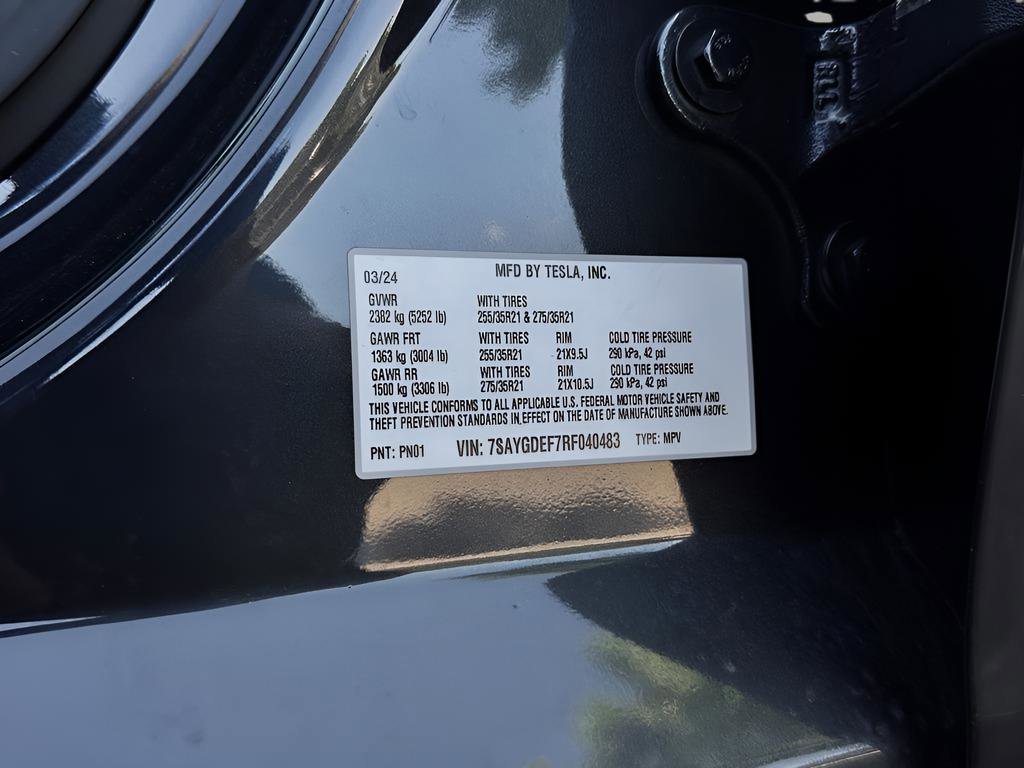 03/24 MFD BY TESLA, INC.
GVWR WITH TIRES
2382 kg (5252 lb) 255/35R21 & 275/35R21
GAWR FRT WITH TIRES RIM COLD TIRE PRESSURE
1363 kg (3004 lb) 255/35R21 21X9.5J 290 kPa, 42 psi
GAWR RR WITH TIRES RIM COLD TIRE PRESSURE
1500 kg (3306 lb) 275/35R21 21X10.5J 290 kPa, 42 psi
THIS VEHICLE CONFORMS TO ALL APPLICABLE U.S. FEDERAL MOTOR VEHICLE SAFETY AND
THEFT PREVENTION STANDARDS IN EFFECT ON THE DATE OF MANUFACTURE SHOWN ABOVE.
PNT: PN01 VIN: 7SAYGDEF7RF040483 TYPE: MPV